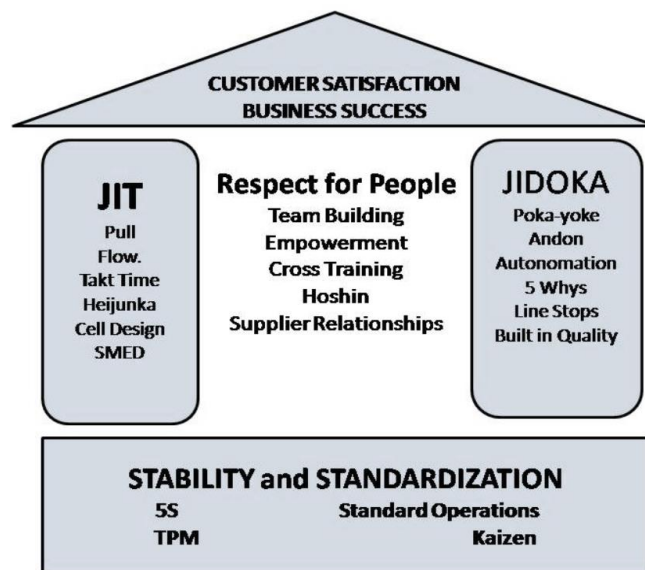 CUSTOMER SATISFACTION
BUSINESS SUCCESS
JIT
Pull
Flow.
Takt Time
Heijunka
Cell Design
SMED
Respect for People
Team Building
Empowerment
Cross Training
Hoshin
Supplier Relationships
JIDOKA
Poka-yoke
Andon
Autonomation
5 Whys
Line Stops
Built in Quality
STABILITY and STANDARDIZATION
5S Standard Operations
TPM Kaizen